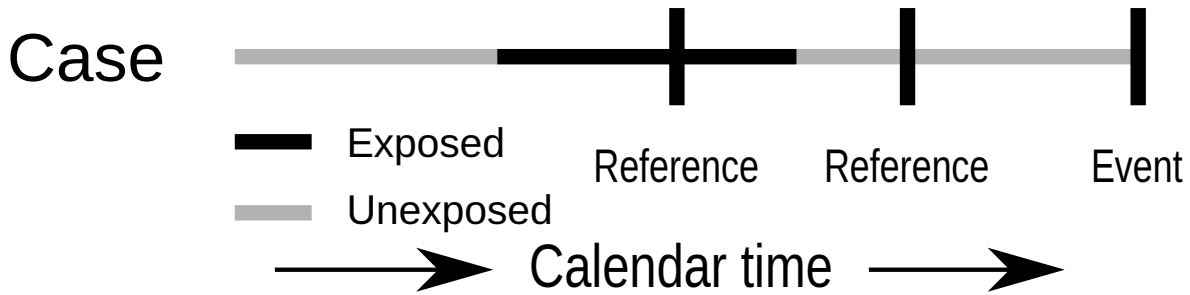 Case
Exposed
Reference
Reference
Event
Unexposed
Calendar time